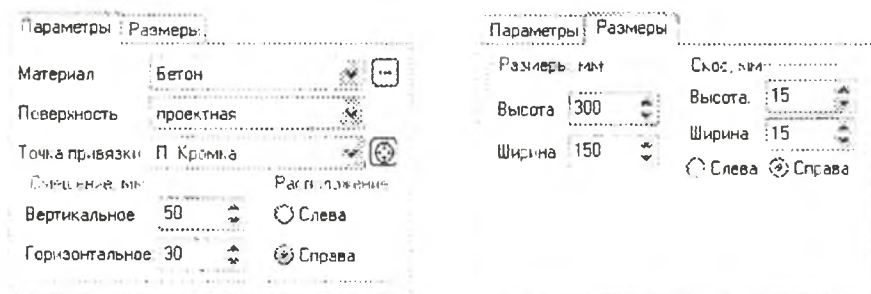 Параметры Размеры
Материал Бетон ...
Поверхность проектная
Точка привязки П_Кромка
Смещение, мм Расположение
Вертикальное 50 Слева
Горизонтальное 30 Справа
Параметры Размеры
Размеры, мм Скос, мм
Высота 300 Высота. 15
Ширина 150 Ширина 15
Слева Справа